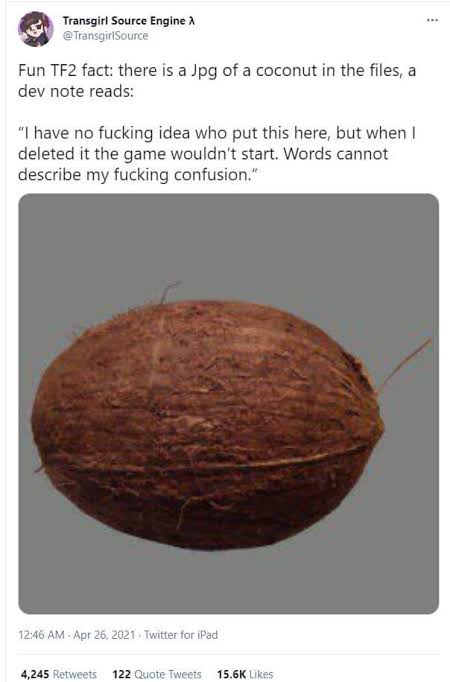 Transgirl Source Engine λ
@TransgirlSource
Fun TF2 fact: there is a Jpg of a coconut in the files, a
dev note reads:
“I have no fucking idea who put this here, but when I
deleted it the game wouldn’t start. Words cannot
describe my fucking confusion.”
12:46 AM · Apr 26, 2021 · Twitter for iPad
4,245 Retweets 122 Quote Tweets 15.6K Likes